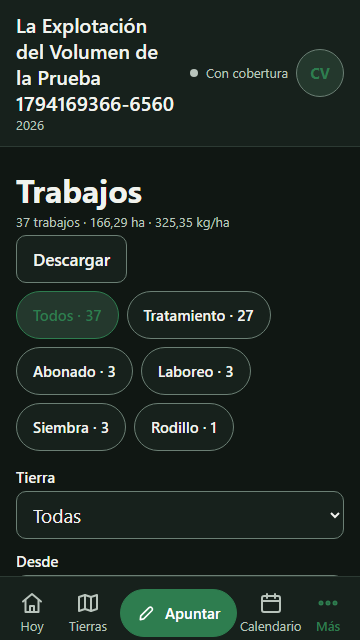 La Explotación
del Volumen de
la Prueba
1794169366-6560
2026
Con cobertura
CV
Trabajos
37 trabajos · 166,29 ha · 325,35 kg/ha
Descargar
Todos · 37
Tratamiento · 27
Abonado · 3
Laboreo · 3
Siembra · 3
Rodillo · 1
Tierra
Todas
Desde
Hoy
Tierras
Apuntar
Calendario
Más